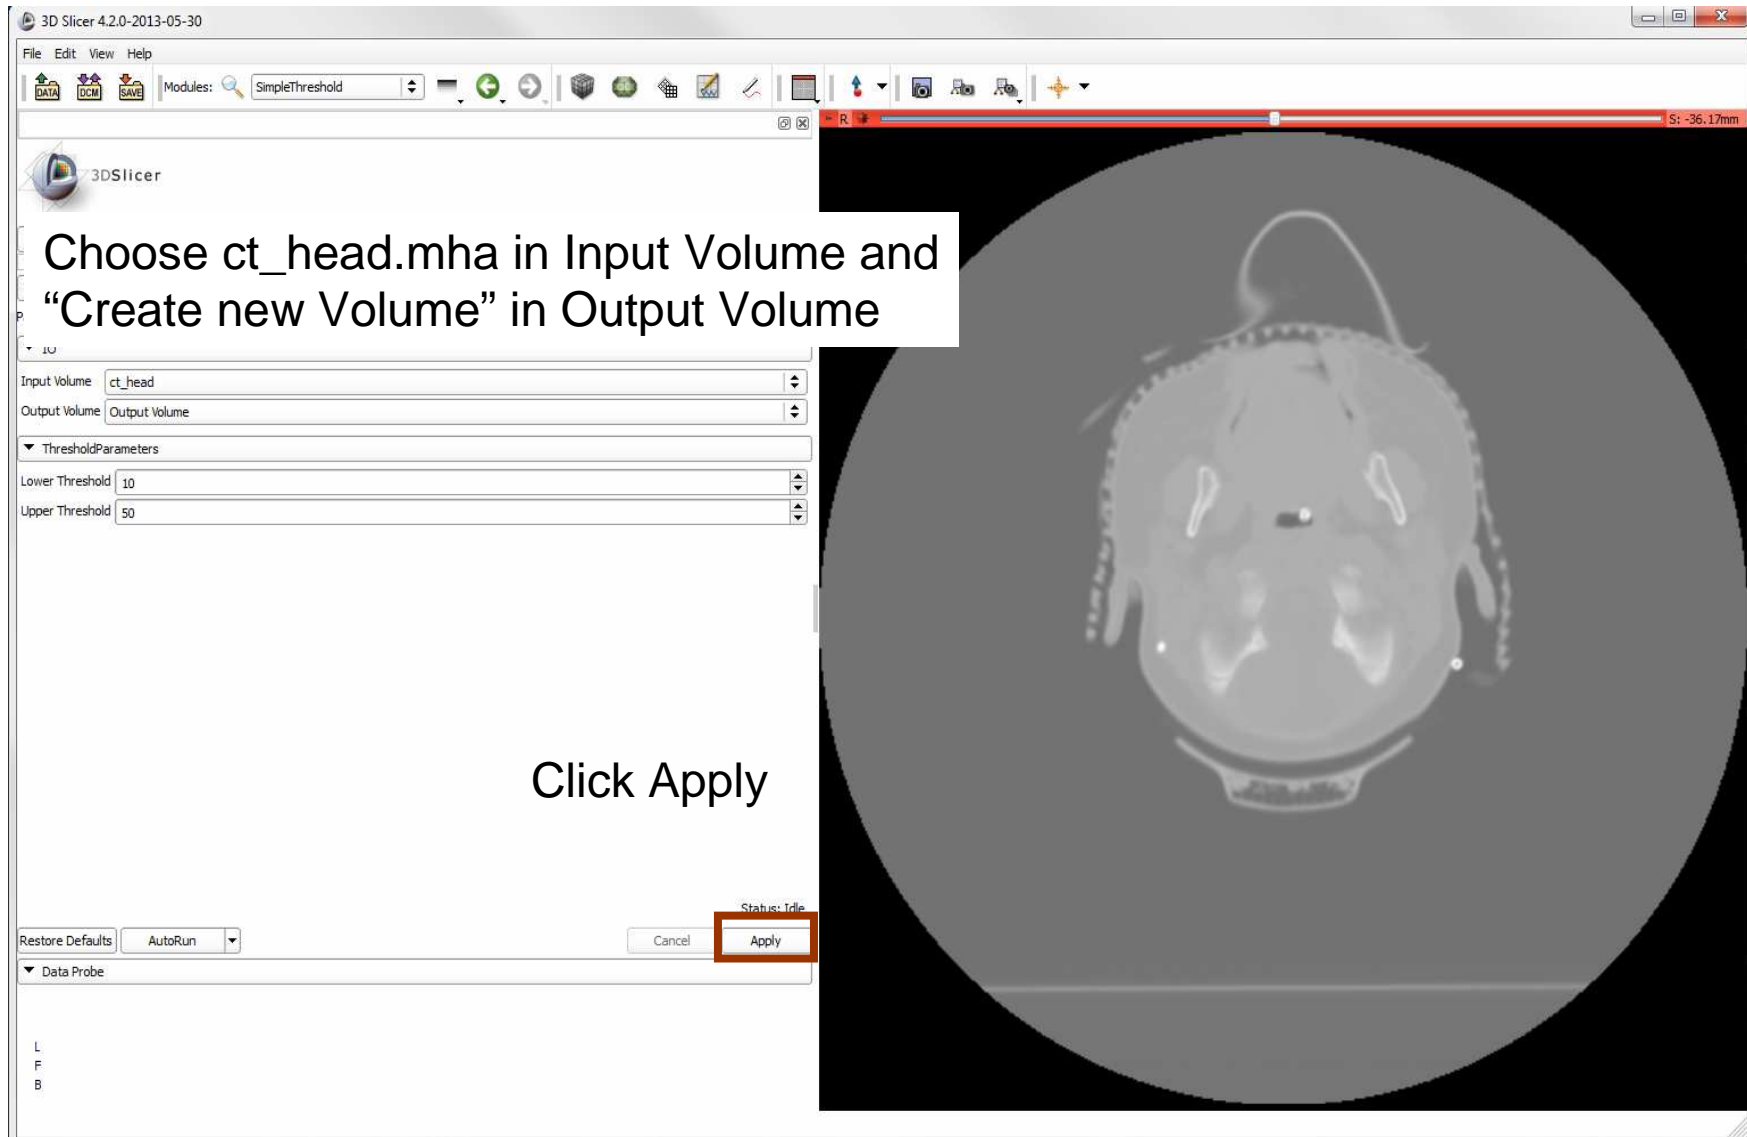 3D Slicer 4.2.0-2013-05-30
File Edit View Help
DATA DCM SAVE Modules: SimpleThreshold
R S: -36.17mm
3DSlicer
Choose ct_head.mha in Input Volume and
“Create new Volume” in Output Volume
IO
Input Volume ct_head
Output Volume Output Volume
ThresholdParameters
Lower Threshold 10
Upper Threshold 50
Click Apply
Status: Idle
Restore Defaults AutoRun Cancel Apply
Data Probe
L
F
B